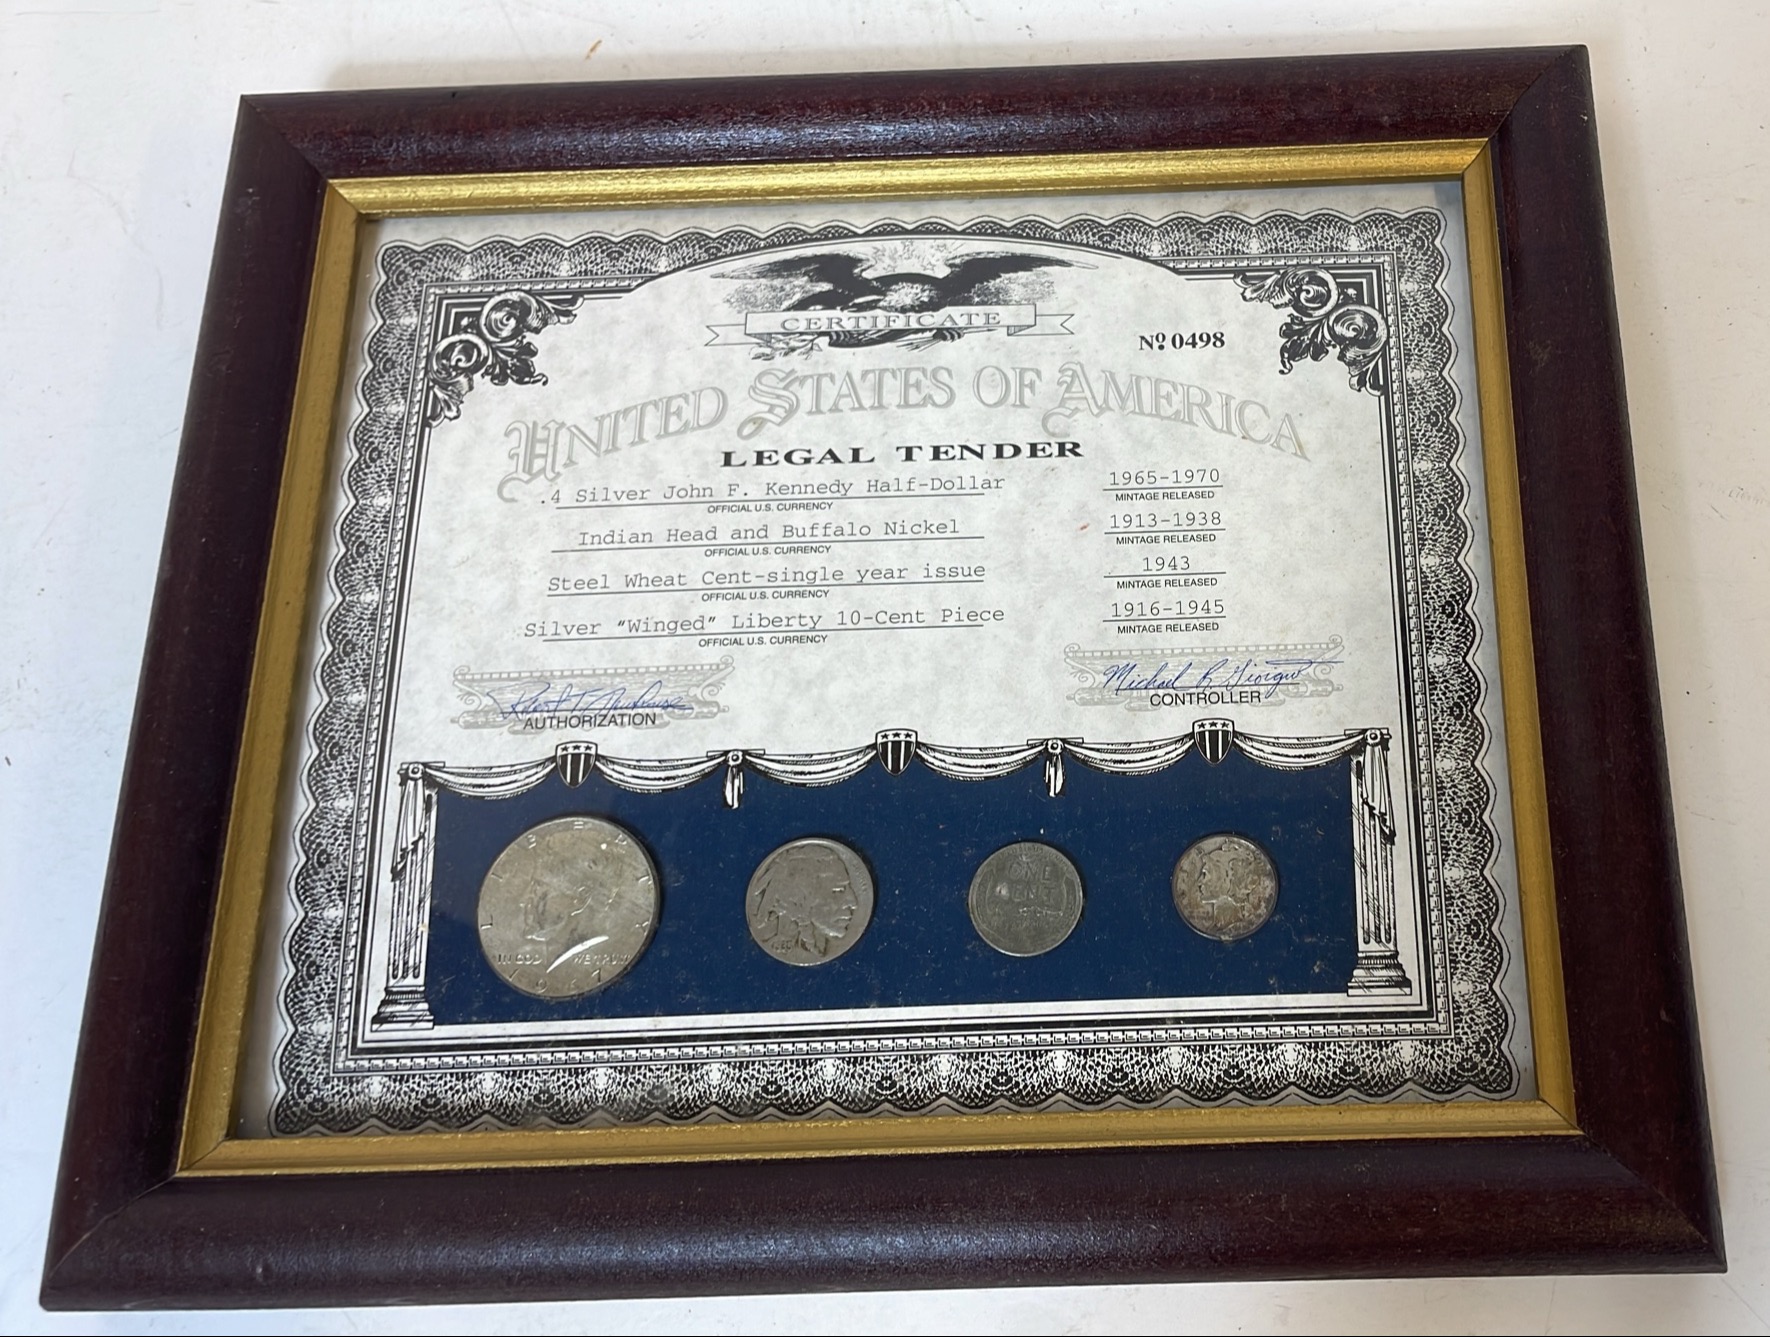 CERTIFICATE
Nº 0498
UNITED STATES OF AMERICA
LEGAL TENDER
.4 Silver John F. Kennedy Half-Dollar 1965-1970
OFFICIAL U.S. CURRENCY MINTAGE RELEASED
Indian Head and Buffalo Nickel 1913-1938
OFFICIAL U.S. CURRENCY MINTAGE RELEASED
Steel Wheat Cent-single year issue 1943
OFFICIAL U.S. CURRENCY MINTAGE RELEASED
Silver "Winged" Liberty 10-Cent Piece 1916-1945
OFFICIAL U.S. CURRENCY MINTAGE RELEASED
Michael
AUTHORIZATION CONTROLLER
LIBERTY
IN GOD WE TRUST
1967
ONE
CENT